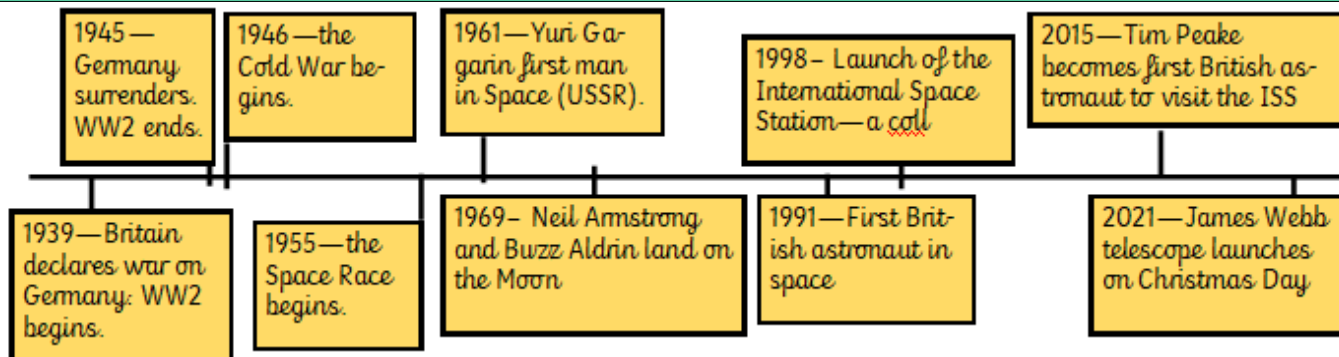 1945—
Germany
surrenders.
WW2 ends.
1946—the
Cold War be-
gins.
1961—Yuri Ga-
garin first man
in Space (USSR).
1998– Launch of the
International Space
Station—a coll
2015—Tim Peake
becomes first British as-
tronaut to visit the ISS
1939—Britain
declares war on
Germany: WW2
begins.
1955—the
Space Race
begins.
1969– Neil Armstrong
and Buzz Aldrin land on
the Moon
1991—First Brit-
ish astronaut in
space
2021—James Webb
telescope launches
on Christmas Day